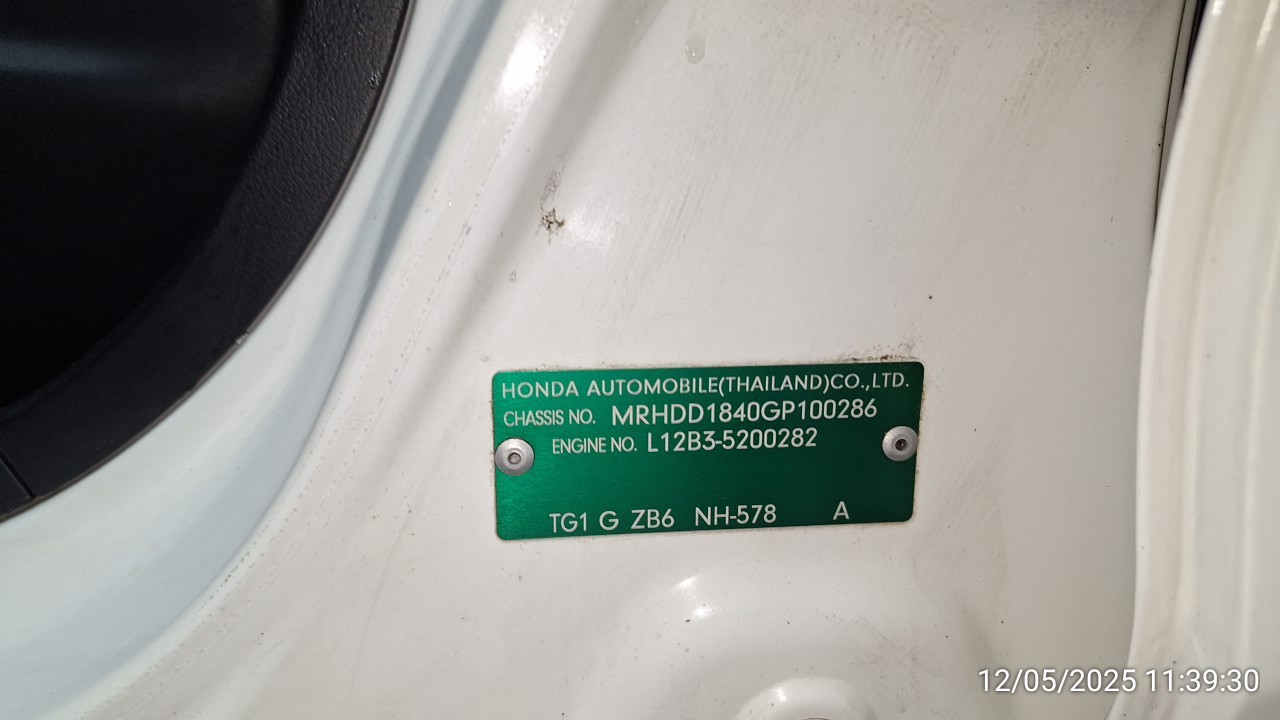 HONDA AUTOMOBILE(THAILAND)CO.,LTD.
CHASSIS NO. MRHDD1840GP100286
ENGINE NO. L12B3-5200282
TG1 G ZB6 NH-578 A
12/05/2025 11:39:30